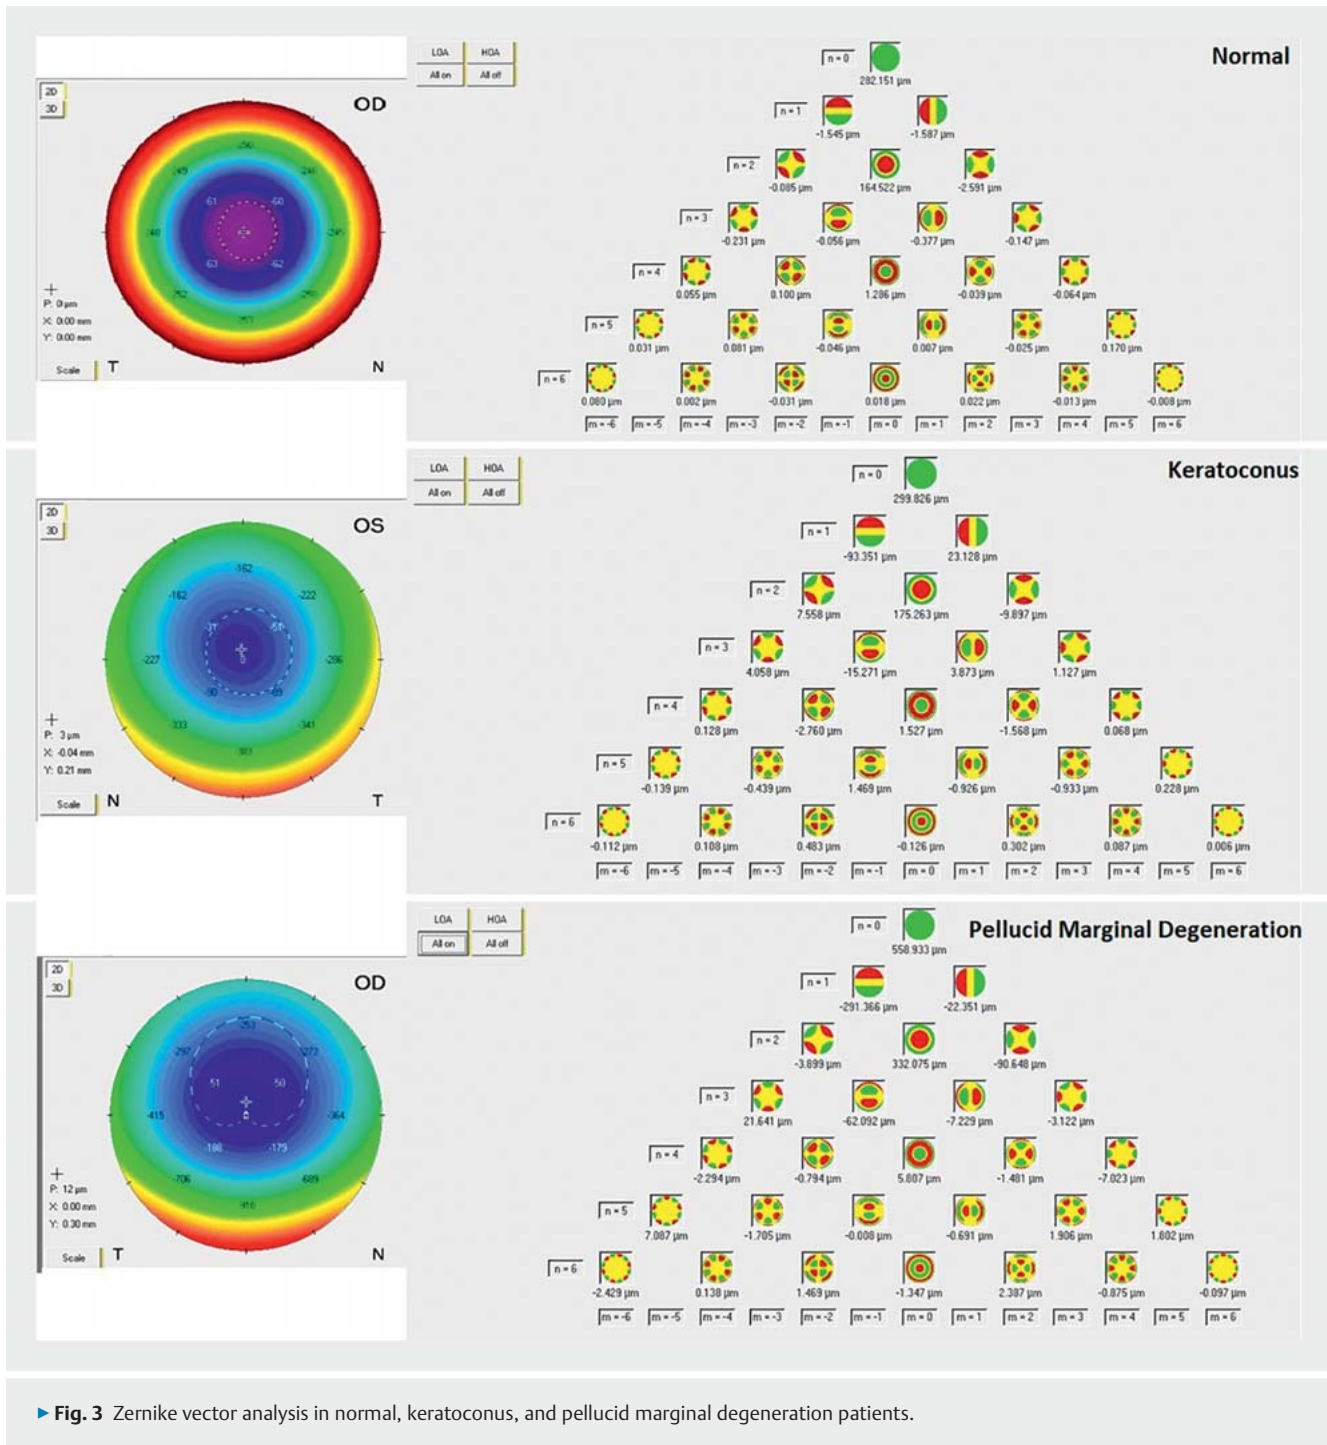 LOA HOA
All on All off
Normal
n = 0
282.151 µm
2D
3D
OD
n = 1
-1.545 µm -1.587 µm
n = 2
-0.085 µm 164.522 µm -2.591 µm
n = 3
-0.231 µm -0.056 µm -0.377 µm -0.147 µm
n = 4
0.055 µm 0.100 µm 1.286 µm -0.039 µm -0.064 µm
n = 5
0.031 µm 0.081 µm -0.046 µm 0.007 µm -0.025 µm 0.170 µm
n = 6
0.080 µm 0.002 µm -0.031 µm 0.018 µm 0.022 µm -0.013 µm -0.008 µm
m = -6 m = -5 m = -4 m = -3 m = -2 m = -1 m = 0 m = 1 m = 2 m = 3 m = 4 m = 5 m = 6
-61 -60
-63 -62
P: 0 µm
X: 0.00 mm
Y: 0.00 mm
Scale T N
LOA HOA
All on All off
Keratoconus
n = 0
299.826 µm
2D
3D
OS
n = 1
-93.351 µm 23.128 µm
n = 2
7.558 µm 175.263 µm -9.897 µm
n = 3
4.058 µm -15.271 µm 3.873 µm 1.127 µm
n = 4
0.128 µm -2.760 µm 1.527 µm -1.568 µm 0.068 µm
n = 5
-0.139 µm -0.439 µm 1.469 µm -0.926 µm -0.933 µm 0.228 µm
n = 6
-0.112 µm 0.108 µm 0.483 µm -0.126 µm 0.302 µm 0.087 µm 0.006 µm
m = -6 m = -5 m = -4 m = -3 m = -2 m = -1 m = 0 m = 1 m = 2 m = 3 m = 4 m = 5 m = 6
-162
-162 -222
-227 -286
-333 -341
P: 3 µm
X: -0.04 mm
Y: 0.21 mm
Scale N T
LOA HOA
All on All off
Pellucid Marginal Degeneration
n = 0
558.933 µm
2D
3D
OD
n = 1
-291.366 µm -22.351 µm
n = 2
-3.899 µm 332.075 µm -90.648 µm
n = 3
21.641 µm -62.092 µm -7.229 µm -3.122 µm
n = 4
-2.294 µm -0.794 µm 5.807 µm -1.481 µm -7.023 µm
n = 5
7.087 µm -1.705 µm -0.008 µm -0.691 µm 1.906 µm 1.802 µm
n = 6
-2.429 µm 0.138 µm 1.469 µm -1.347 µm 2.387 µm -0.875 µm -0.097 µm
m = -6 m = -5 m = -4 m = -3 m = -2 m = -1 m = 0 m = 1 m = 2 m = 3 m = 4 m = 5 m = 6
-253
-297 -272
51 50
-415 -364
-188 -179
-706 -689
P: 12 µm
X: 0.00 mm
Y: 0.30 mm
Scale T N
▶ Fig. 3 Zernike vector analysis in normal, keratoconus, and pellucid marginal degeneration patients.